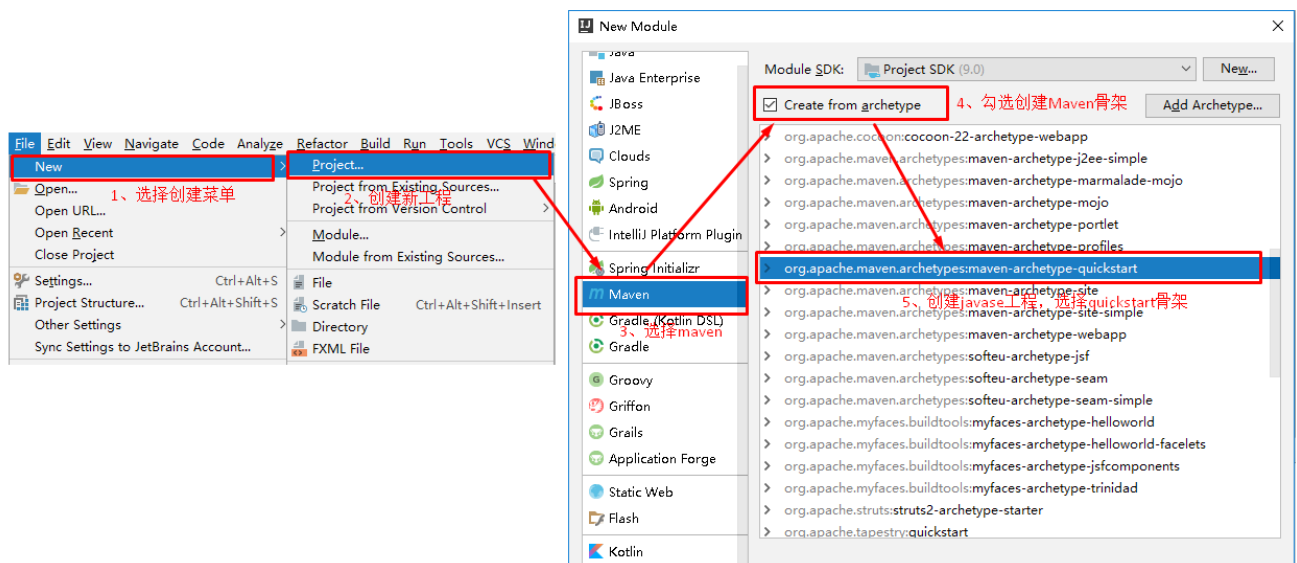 File Edit View Navigate Code Analyze Refactor Build Run Tools VCS Wind
New
Open...
1、选择创建菜单
Open URL...
Open Recent
Close Project
Settings... Ctrl+Alt+S
Project Structure... Ctrl+Alt+Shift+S
Other Settings
Sync Settings to JetBrains Account...
Project...
Project from Existing Sources...
2、创建新工程
Project from Version Control
Module...
Module from Existing Sources...
File
Scratch File Ctrl+Alt+Shift+Insert
Directory
FXML File
New Module
Java
Java Enterprise
JBoss
J2ME
Clouds
Spring
Android
IntelliJ Platform Plugin
Spring Initializr
Maven
Gradle (Kotlin DSL)
3、选择maven
Gradle
Groovy
Griffon
Grails
Application Forge
Static Web
Flash
Kotlin
Module SDK: Project SDK (9.0) New...
Create from archetype 4、勾选创建Maven骨架 Add Archetype...
org.apache.cocoon:cocoon-22-archetype-webapp
org.apache.maven.archetypes:maven-archetype-j2ee-simple
org.apache.maven.archetypes:maven-archetype-marmalade-mojo
org.apache.maven.archetypes:maven-archetype-mojo
org.apache.maven.archetypes:maven-archetype-portlet
org.apache.maven.archetypes:maven-archetype-profiles
org.apache.maven.archetypes:maven-archetype-quickstart
org.apache.maven.archetypes:maven-archetype-site
5、创建javase工程，选择quickstart骨架
org.apache.maven.archetypes:maven-archetype-site-simple
org.apache.maven.archetypes:maven-archetype-webapp
org.apache.maven.archetypes:softeu-archetype-jsf
org.apache.maven.archetypes:softeu-archetype-seam
org.apache.maven.archetypes:softeu-archetype-seam-simple
org.apache.myfaces.buildtools:myfaces-archetype-helloworld
org.apache.myfaces.buildtools:myfaces-archetype-helloworld-facelets
org.apache.myfaces.buildtools:myfaces-archetype-jsfcomponents
org.apache.myfaces.buildtools:myfaces-archetype-trinidad
org.apache.struts:struts2-archetype-starter
org.apache.tapestry:quickstart